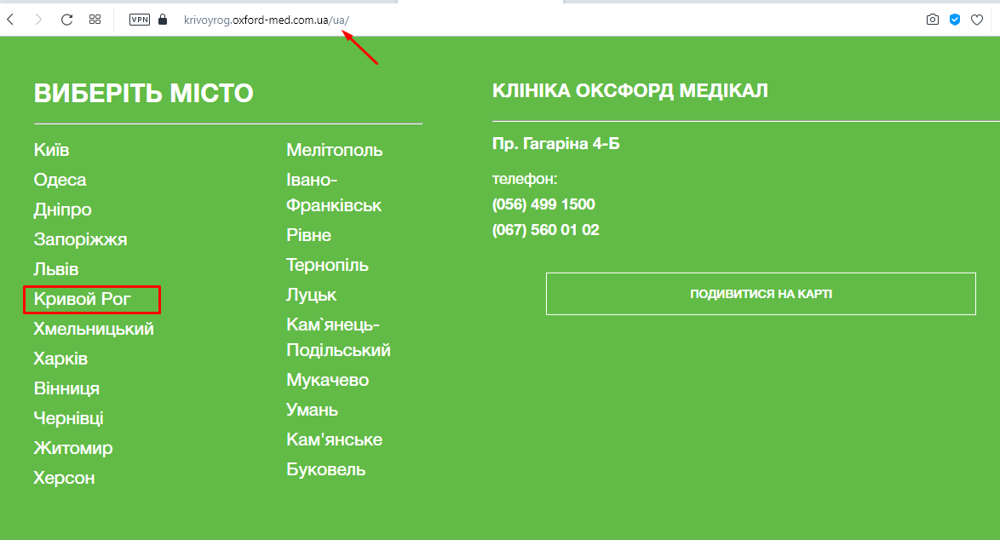 VPN krivoyrog.oxford-med.com.ua/ua/
ВИБЕРІТЬ МІСТО
Київ
Одеса
Дніпро
Запоріжжя
Львів
Кривой Рог
Хмельницький
Харків
Вінниця
Чернівці
Житомир
Херсон
Мелітополь
Івано-
Франківськ
Рівне
Тернопіль
Луцьк
Кам`янець-
Подільський
Мукачево
Умань
Кам'янське
Буковель
КЛІНІКА ОКСФОРД МЕДІКАЛ
Пр. Гагаріна 4-Б
телефон:
(056) 499 1500
(067) 560 01 02
ПОДИВИТИСЯ НА КАРТІ